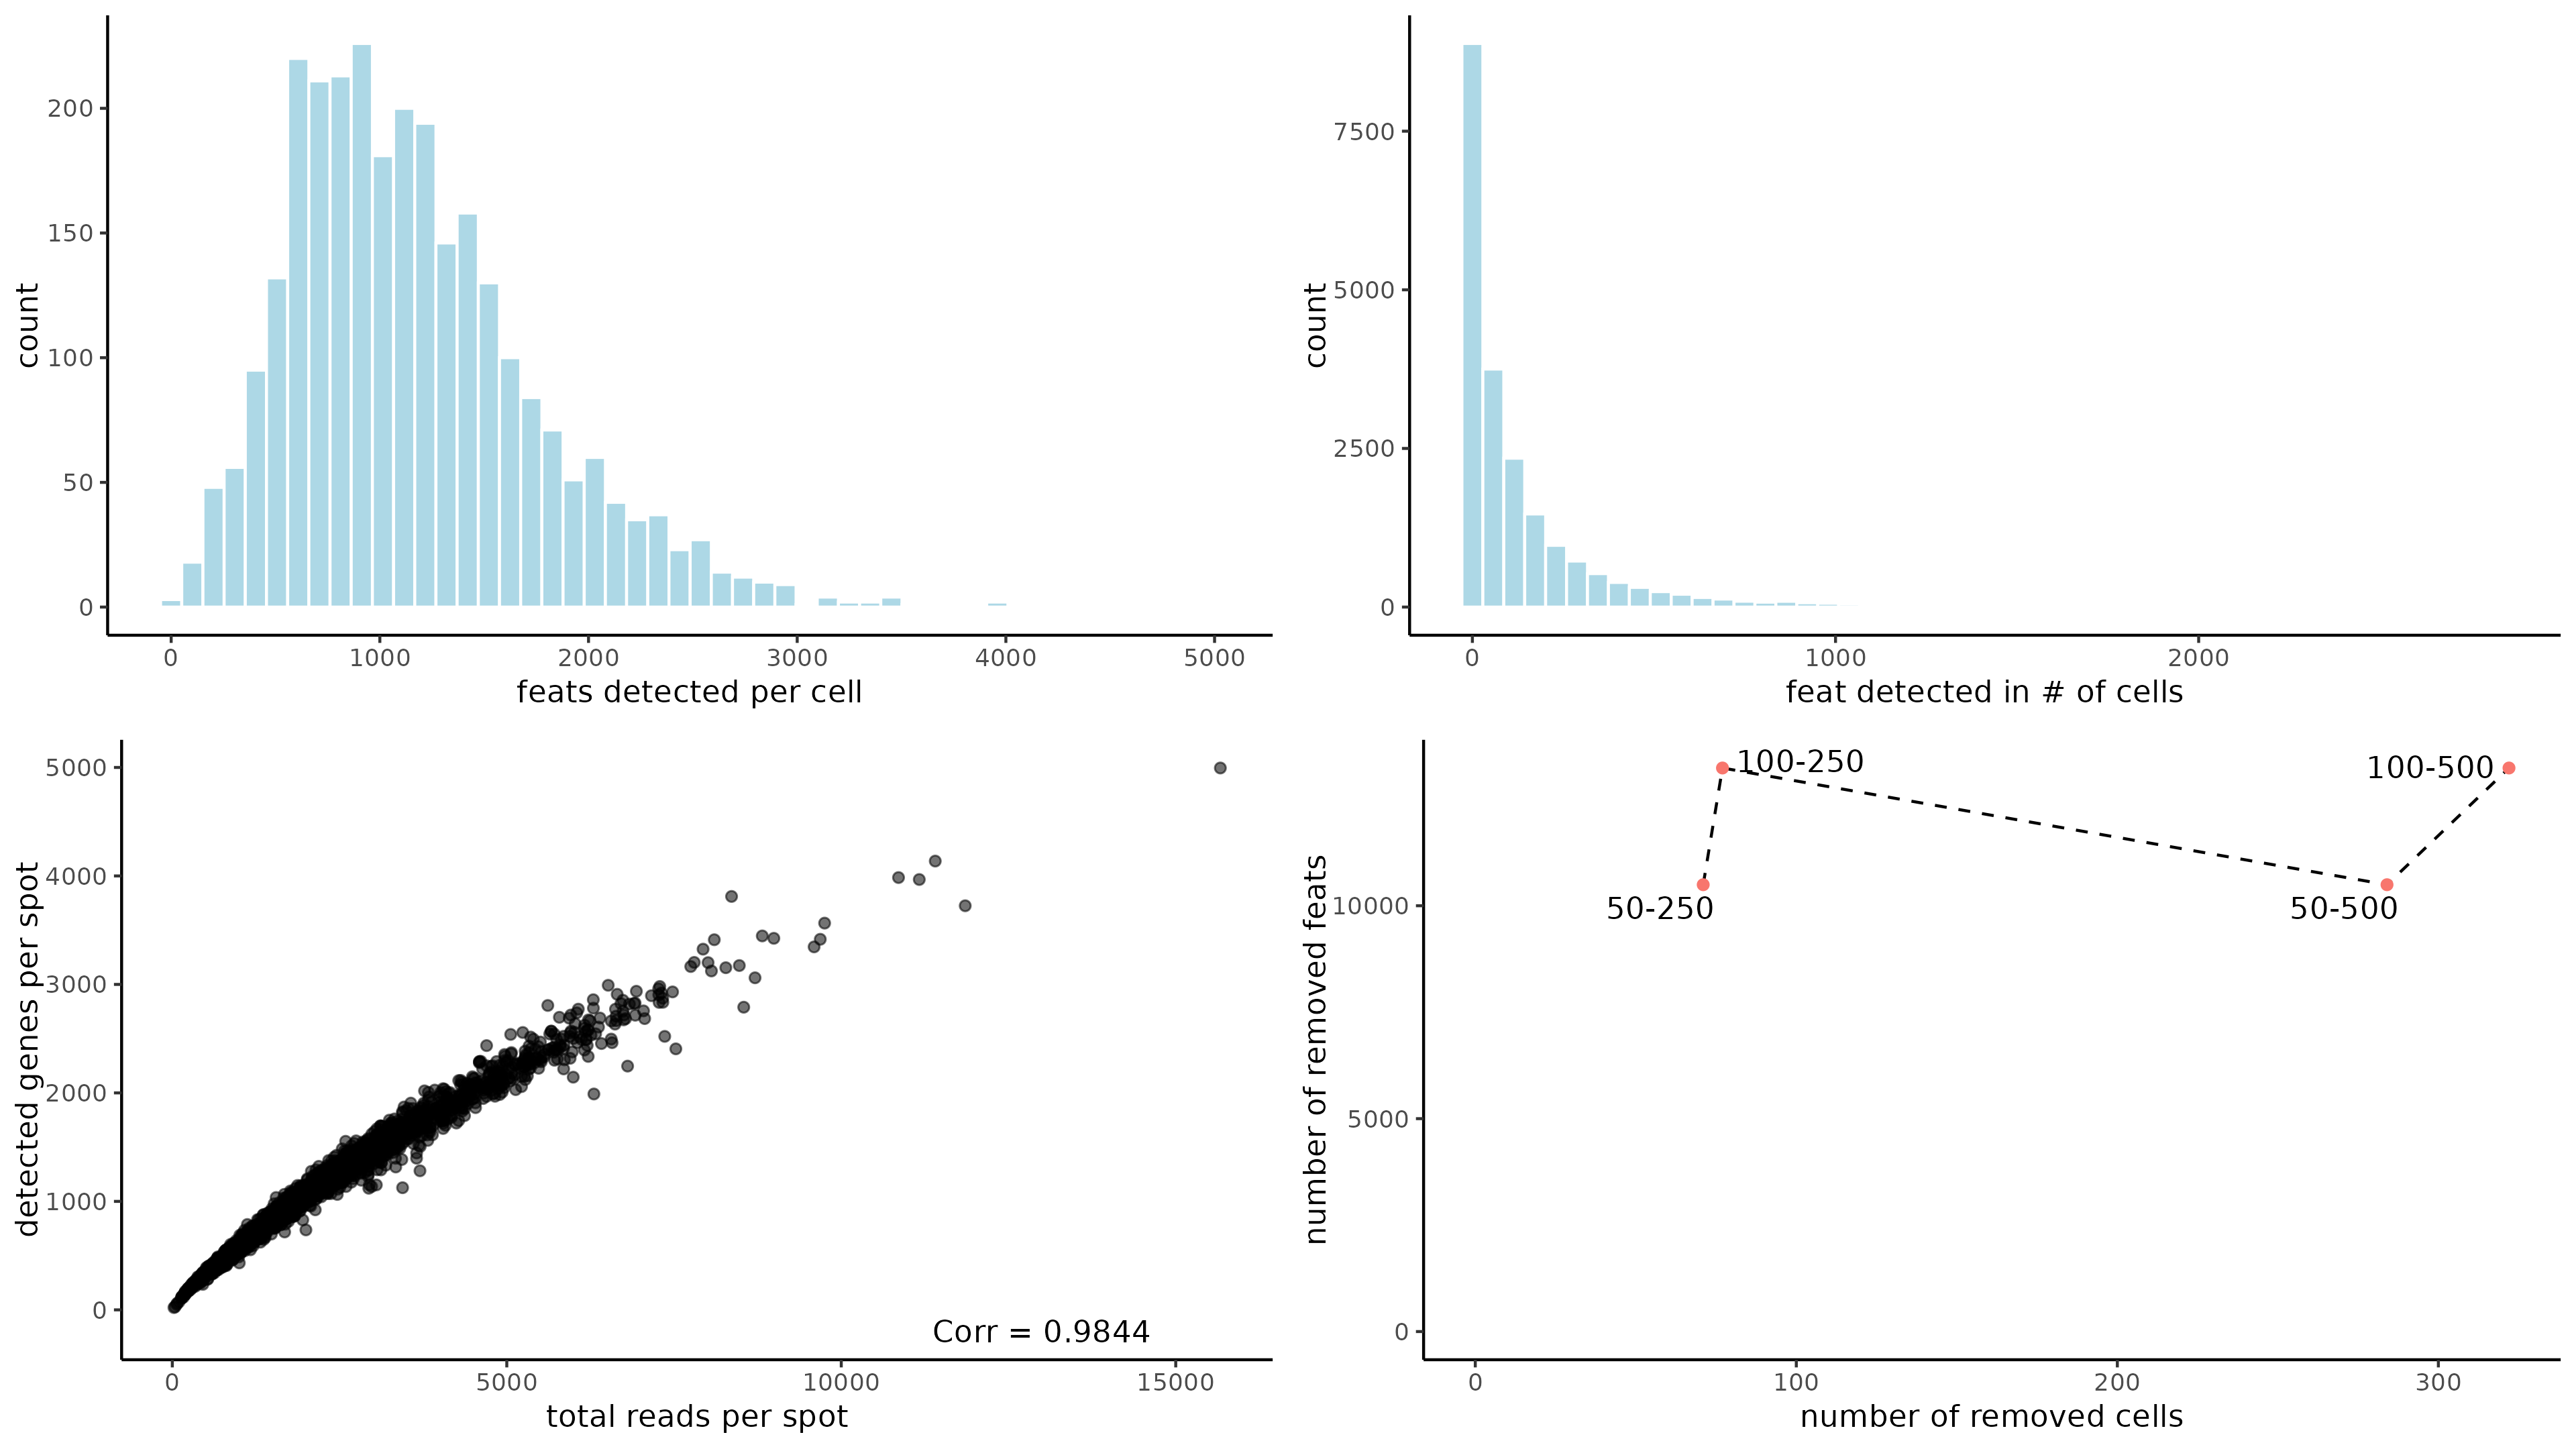 count
200
150
100
50
0
0 1000 2000 3000 4000 5000
feats detected per cell
count
7500
5000
2500
0
0 1000 2000
feat detected in # of cells
detected genes per spot
5000
4000
3000
2000
1000
0
Corr = 0.9844
0 5000 10000 15000
total reads per spot
number of removed feats
10000
5000
0
100-250
100-500
50-250
50-500
0 100 200 300
number of removed cells